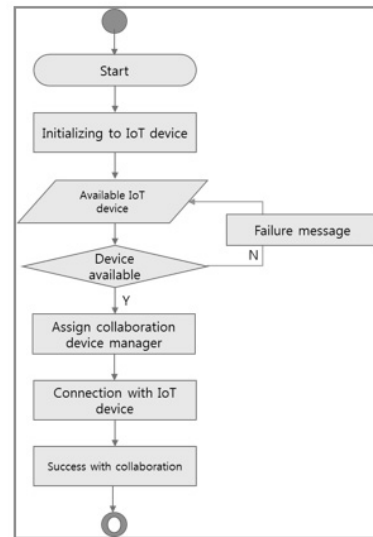 Start
Initializing to IoT device
Available IoT
device
Failure message
Device
available
N
Y
Assign collaboration
device manager
Connection with IoT
device
Success with collaboration